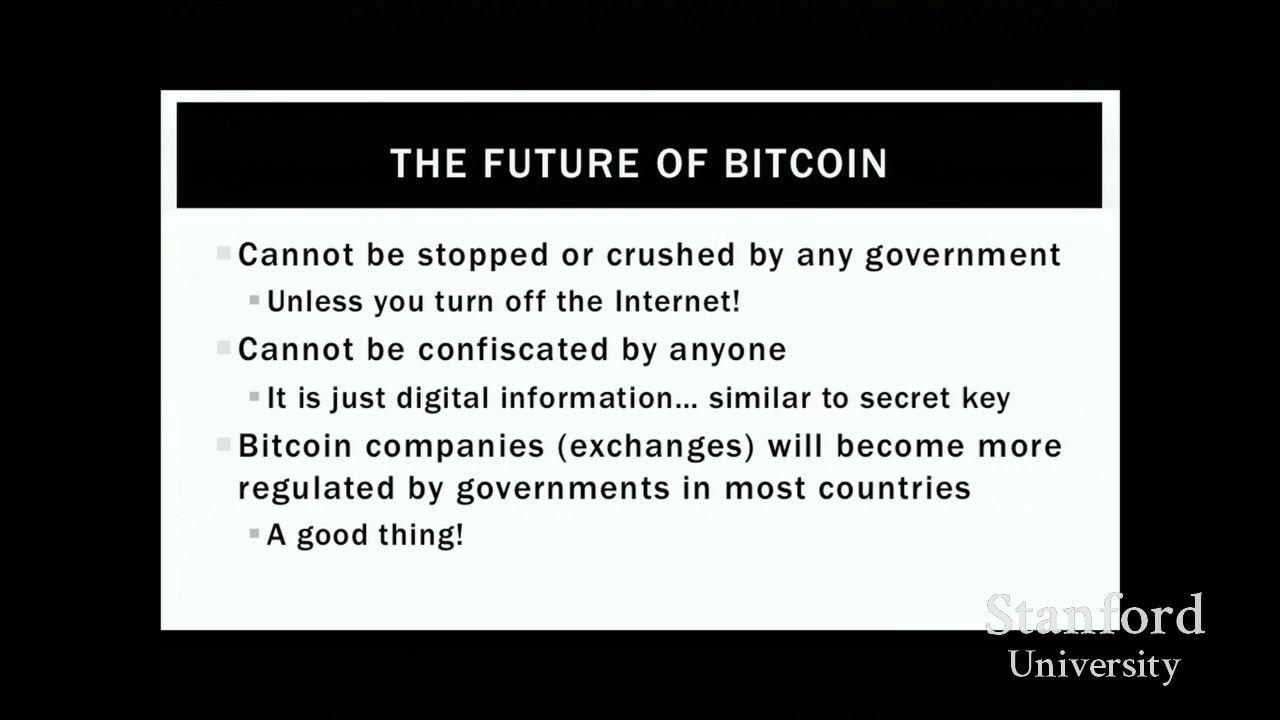 THE FUTURE OF BITCOIN
Cannot be stopped or crushed by any government
Unless you turn off the Internet!
Cannot be confiscated by anyone
It is just digital information... similar to secret key
Bitcoin companies (exchanges) will become more
regulated by governments in most countries
A good thing!
Stanford
University